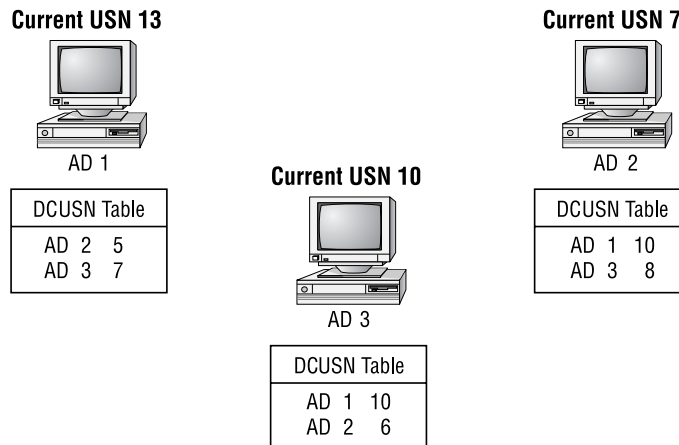 Current USN 13
AD 1
DCUSN Table
AD 2 5
AD 3 7
Current USN 10
AD 3
DCUSN Table
AD 1 10
AD 2 6
Current USN 7
AD 2
DCUSN Table
AD 1 10
AD 3 8